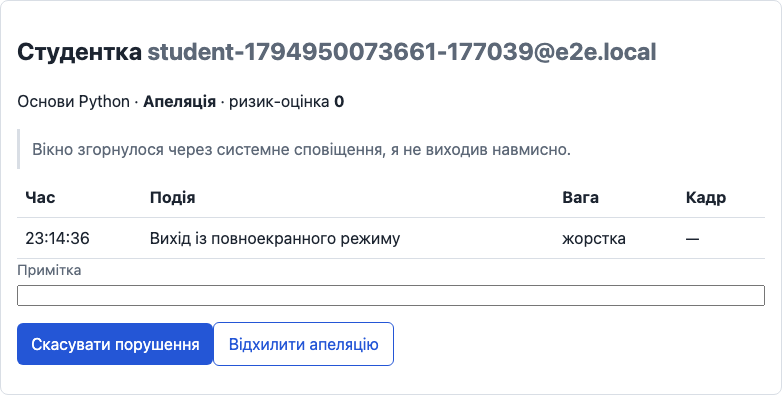 Студентка student-1794950073661-177039@e2e.local
Основи Python · Апеляція · ризик-оцінка 0
Вікно згорнулося через системне сповіщення, я не виходив навмисно.
Час Подія Вага Кадр
23:14:36 Вихід із повноекранного режиму жорстка —
Примітка
Скасувати порушення Відхилити апеляцію